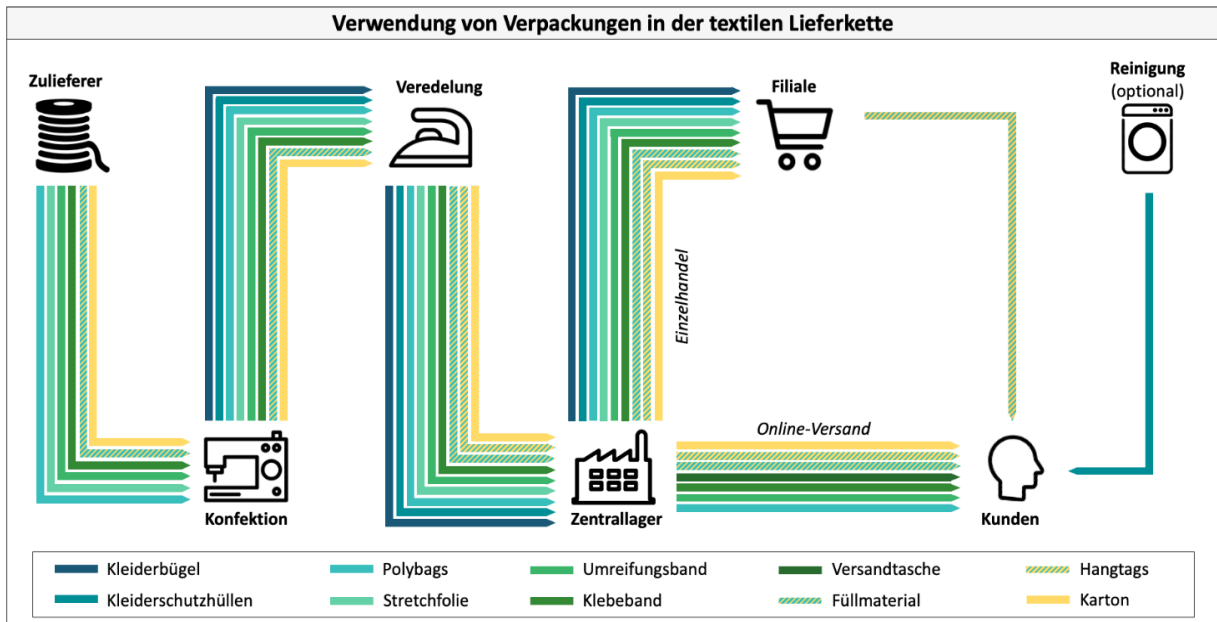 Verwendung von Verpackungen in der textilen Lieferkette
Zulieferer
Veredelung
Filiale
Reinigung
(optional)
Einzelhandel
Online-Versand
Konfektion
Zentrallager
Kunden
Kleiderbügel
Polybags
Umreifungsband
Versandtasche
Hangtags
Kleiderschutzhüllen
Stretchfolie
Klebeband
Füllmaterial
Karton